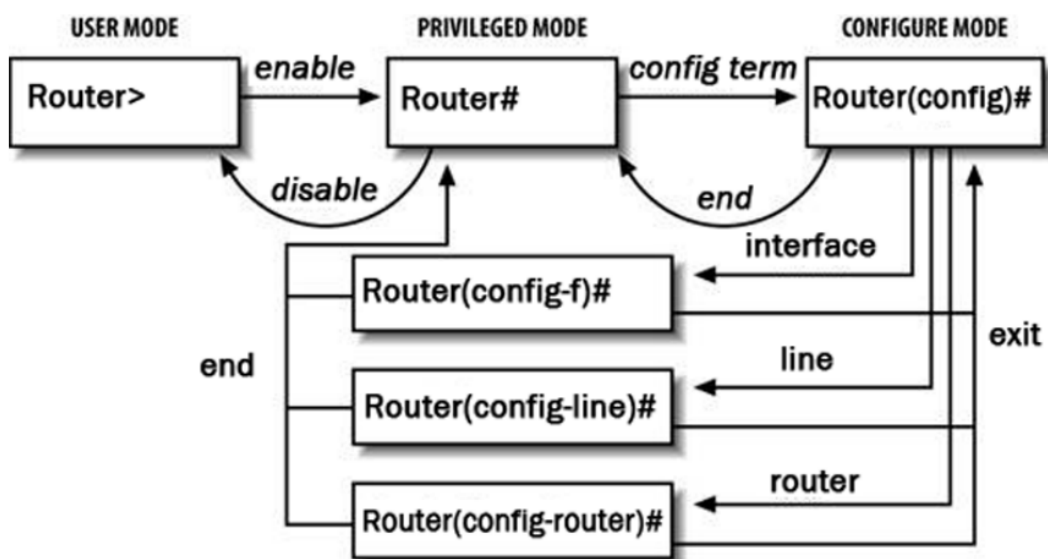 USER MODE
PRIVILEGED MODE
CONFIGURE MODE
Router>
enable
Router#
config term
Router(config)#
disable
end
interface
Router(config-f)#
exit
end
line
Router(config-line)#
router
Router(config-router)#